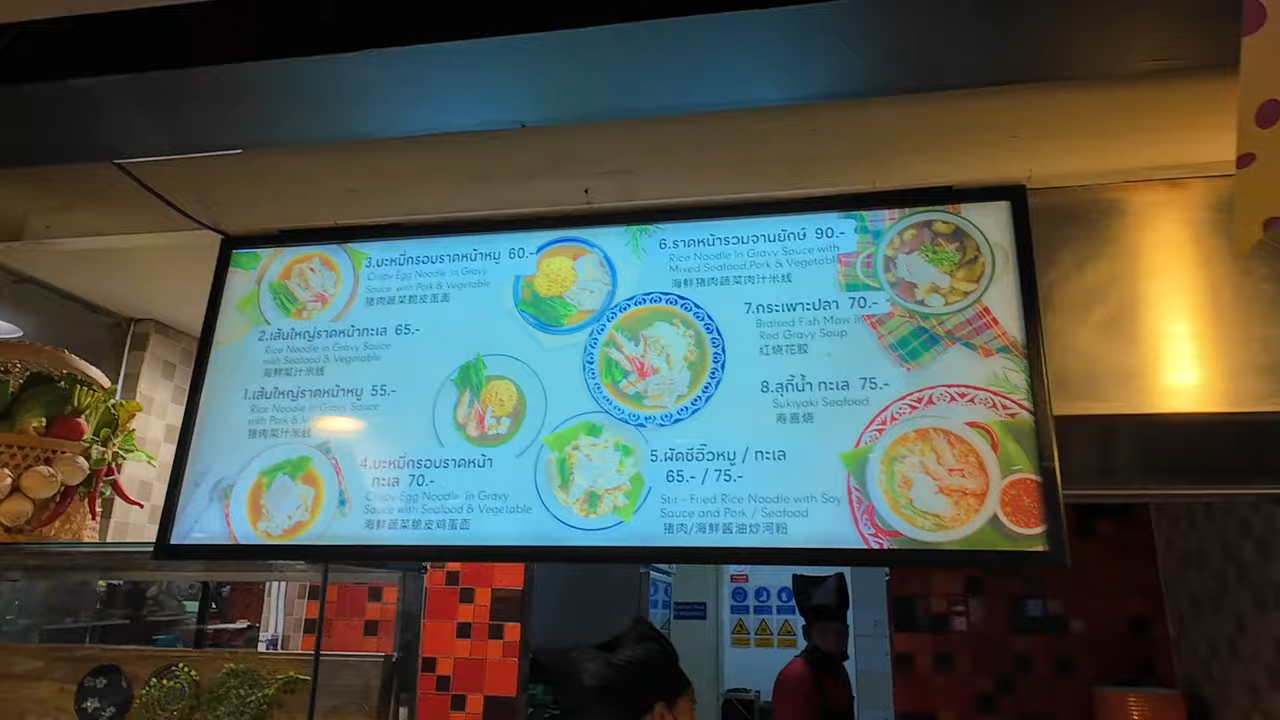 3.บะหมี่กรอบราดหน้าหมู 60.-
Crispy Egg Noodle in Gravy
Sauce with Pork & Vegetable
猪肉蔬菜脆皮蛋面
2.เส้นใหญ่ราดหน้าทะเล 65.-
Rice Noodle in Gravy Sauce
with Seafood & Vegetable
海鲜菜汁米线
1.เส้นใหญ่ราดหน้าหมู 55.-
Rice Noodle in Gravy Sauce
with Pork &
猪肉菜汁米线
4.บะหมี่กรอบราดหน้า
ทะเล 70.-
Crispy Egg Noodle in Gravy
Sauce with Seafood & Vegetable
海鲜蔬菜脆皮鸡蛋面
6.ราดหน้ารวมจานยักษ์ 90.-
Rice Noodle in Gravy Sauce with
Mixed Seafood,Pork & Vegetabl
海鲜猪肉蔬菜肉汁米线
7.กระเพาะปลา 70.-
Braised Fish Maw in
Red Gravy Soup
红烧花胶
8.สุกี้น้ำ ทะเล 75.-
Sukiyaki Seafood
寿喜烧
5.ผัดซีอิ๊วหมู / ทะเล
65.- / 75.-
Stir - Fried Rice Noodle with Soy
Sauce and Pork / Seafood
猪肉/海鲜酱油炒河粉